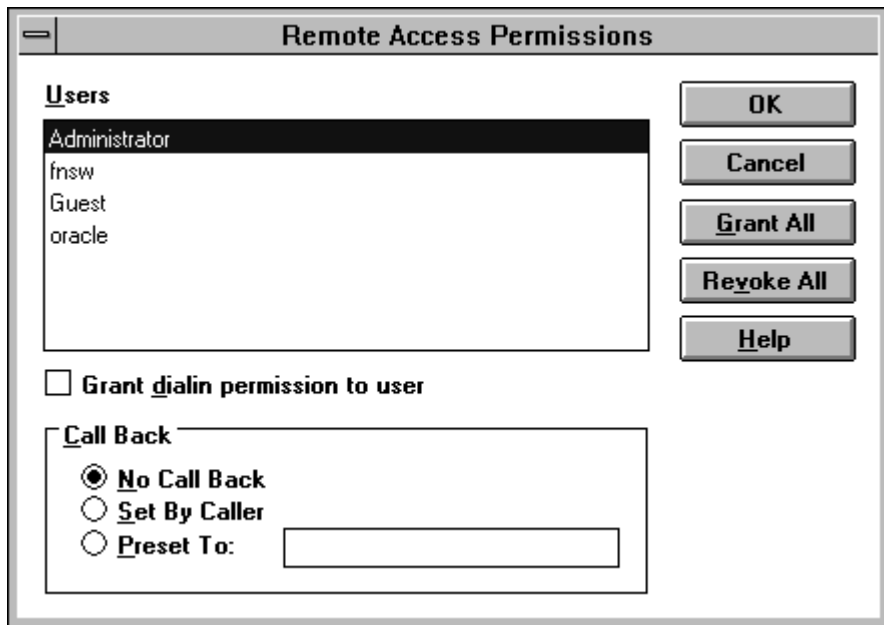 Remote Access Permissions
Users
Administrator
fnsw
Guest
oracle
OK
Cancel
Grant All
Revoke All
Help
Grant dialin permission to user
Call Back
No Call Back
Set By Caller
Preset To: